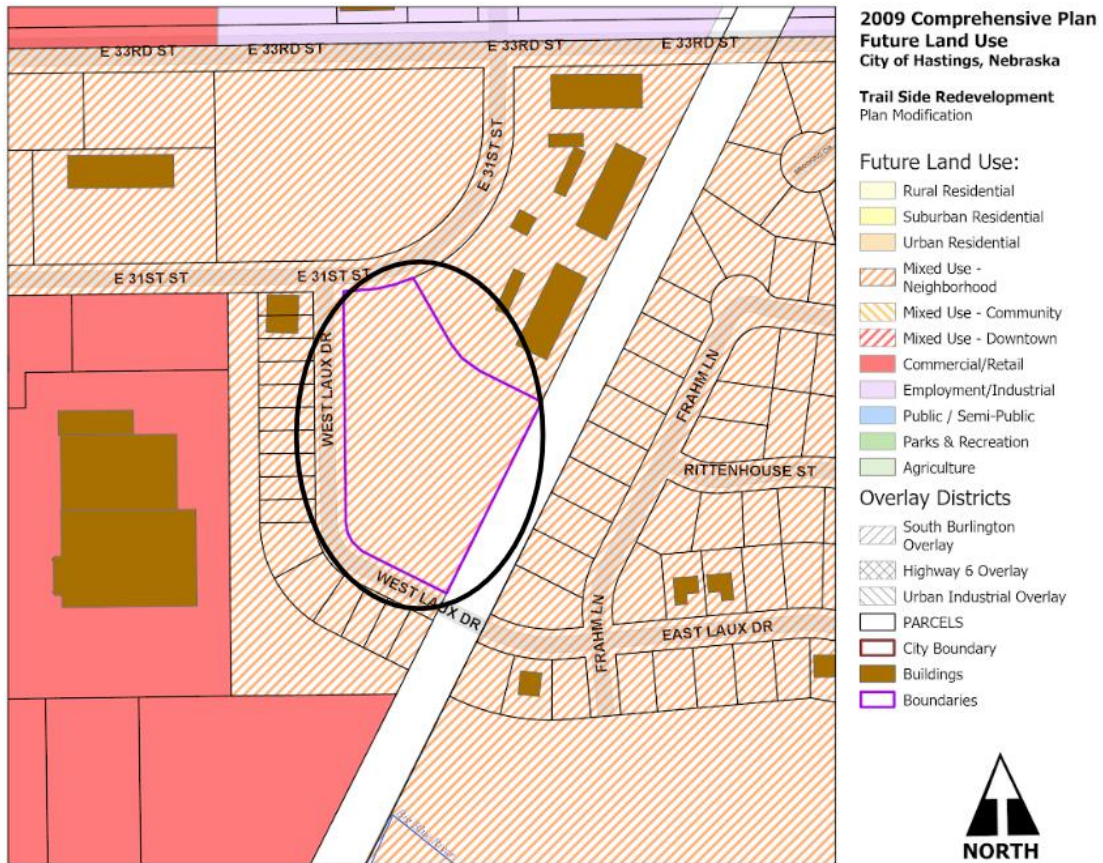 2009 Comprehensive Plan
Future Land Use
City of Hastings, Nebraska
Trail Side Redevelopment
Plan Modification
Future Land Use:
Rural Residential
Suburban Residential
Urban Residential
Mixed Use -
Neighborhood
Mixed Use - Community
Mixed Use - Downtown
Commercial/Retail
Employment/Industrial
Public / Semi-Public
Parks & Recreation
Agriculture
Overlay Districts
South Burlington
Overlay
Highway 6 Overlay
Urban Industrial Overlay
PARCELS
City Boundary
Buildings
Boundaries
NORTH
E 33RD ST
E 33RD ST
E 33RD ST
E 33RD ST
E 31ST ST
E 31ST ST
E 31ST ST
WEST LAUX DR
WEST LAUX DR
FRAHM LN
RITTENHOUSE ST
FRAHM LN
EAST LAUX DR